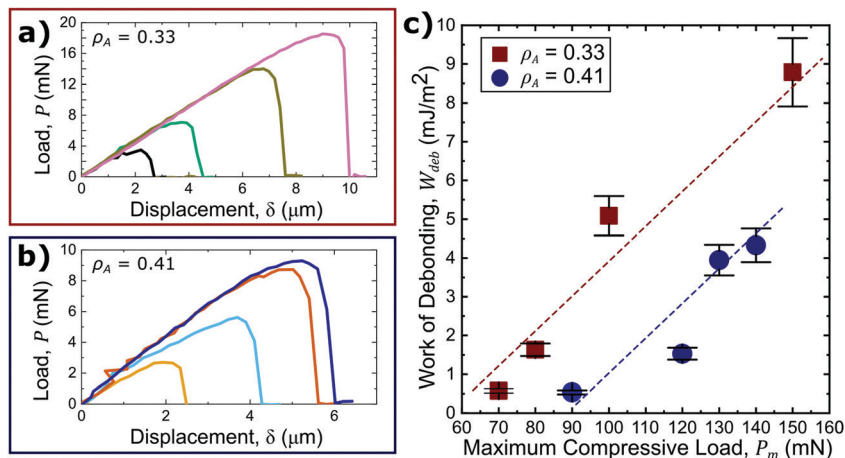 a)
ρA = 0.33
20
16
12
8
4
0
Load, P (mN)
0 2 4 6 8 10
Displacement, δ (μm)
b)
ρA = 0.41
10
8
6
4
2
0
Load, P (mN)
0 2 4 6
Displacement, δ (μm)
c)
ρA = 0.33
ρA = 0.41
10
9
8
7
6
5
4
3
2
1
0
Work of Debonding, Wdeb (mJ/m²)
60 70 80 90 100 110 120 130 140 150 160
Maximum Compressive Load, Pm (mN)